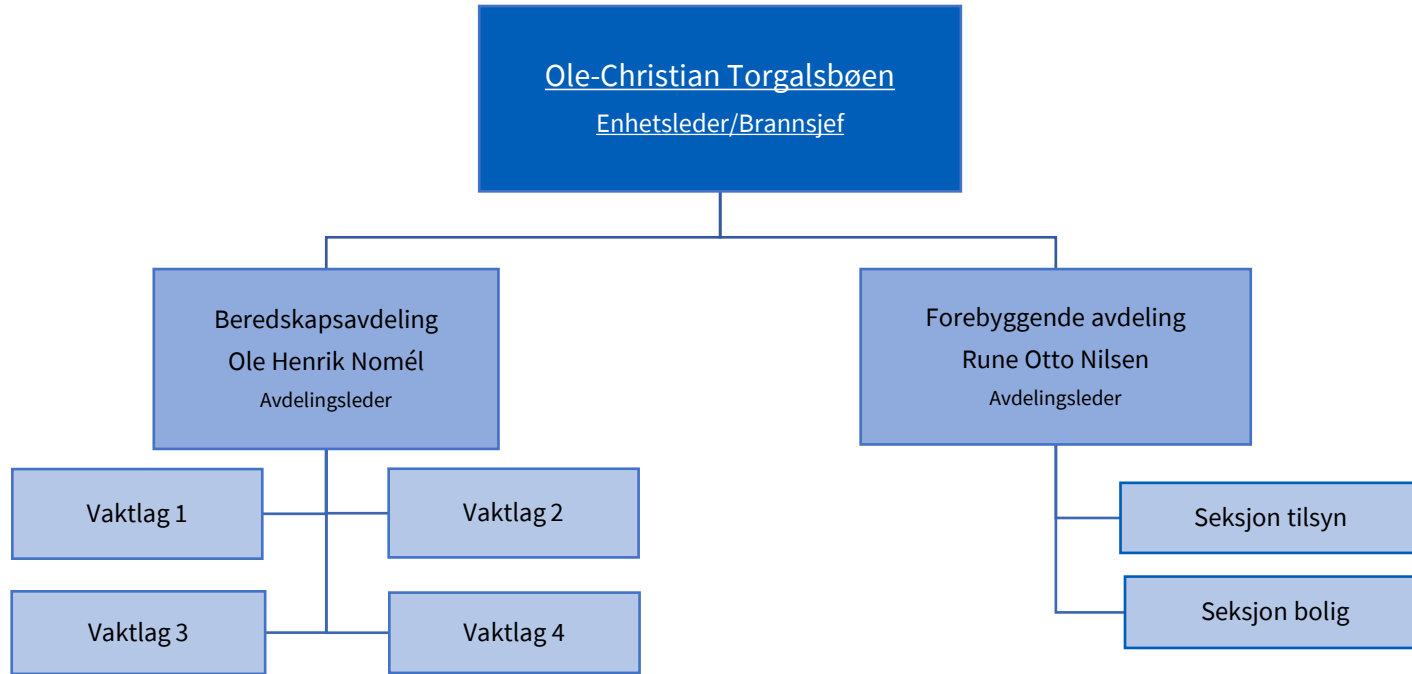 Ole-Christian Torgalsbøen
Enhetsleder/Brannsjef
Beredskapsavdeling
Ole Henrik Nomél
Avdelingsleder
Forebyggende avdeling
Rune Otto Nilsen
Avdelingsleder
Vaktlag 1
Vaktlag 2
Vaktlag 3
Vaktlag 4
Seksjon tilsyn
Seksjon bolig